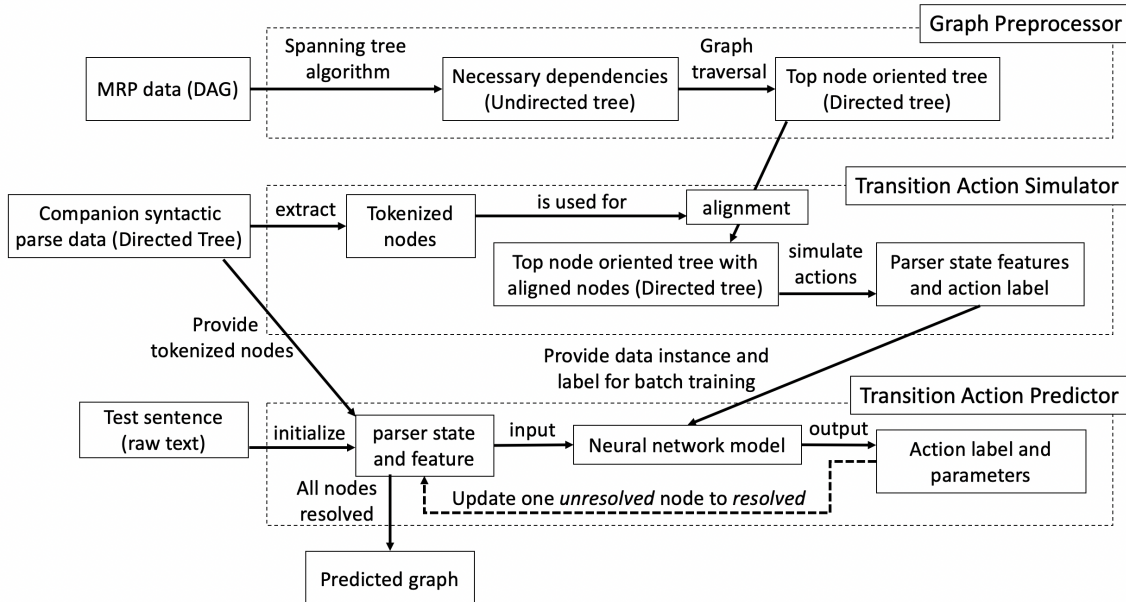 Graph Preprocessor
Spanning tree
algorithm
Graph
traversal
MRP data (DAG)
Necessary dependencies
(Undirected tree)
Top node oriented tree
(Directed tree)
Transition Action Simulator
Companion syntactic
parse data (Directed Tree)
extract
Tokenized
nodes
is used for
alignment
Top node oriented tree with
aligned nodes (Directed tree)
simulate
actions
Parser state features
and action label
Provide
tokenized nodes
Provide data instance and
label for batch training
Transition Action Predictor
Test sentence
(raw text)
initialize
parser state
and feature
input
Neural network model
output
Action label and
parameters
All nodes
resolved
Update one unresolved node to resolved
Predicted graph